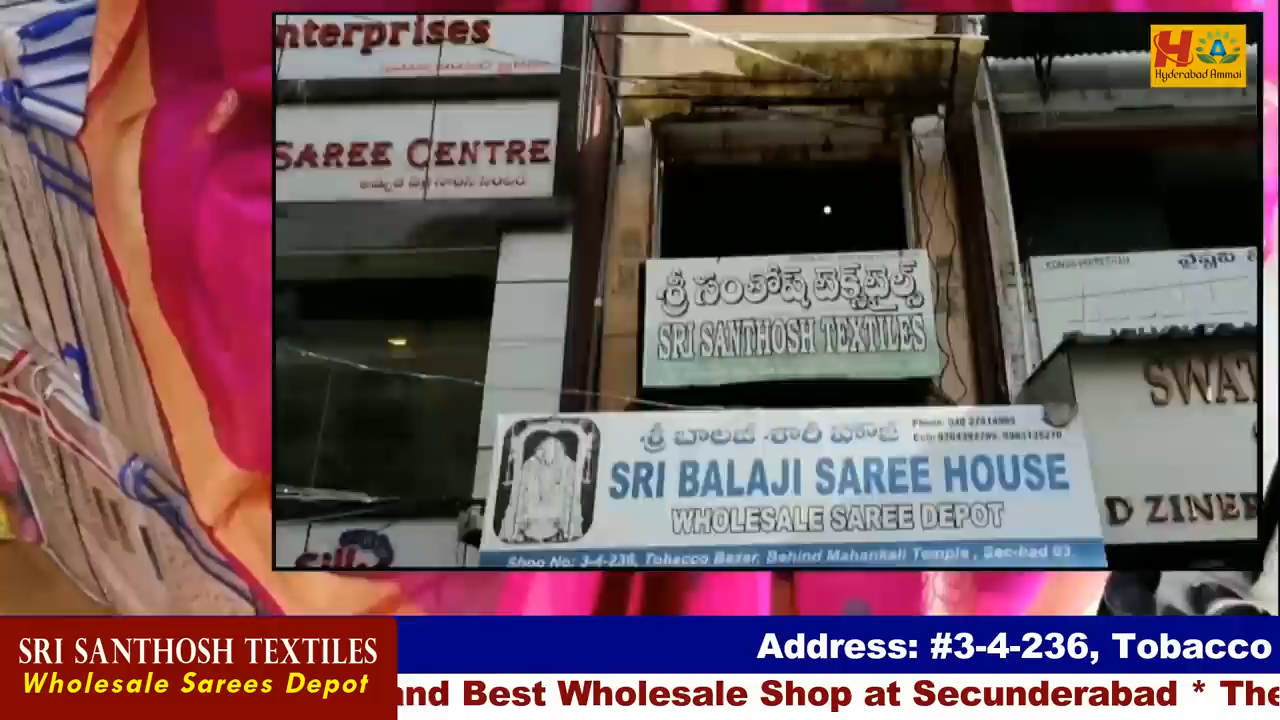 nterprises
SAREE CENTRE
H
Hyderabad Ammai
శ్రీ సంతోష్ టెక్స్‌టైల్స్
SRI SANTHOSH TEXTILES
శ్రీ బాలాజీ శారీ హౌజ్
SRI BALAJI SAREE HOUSE
WHOLESALE SAREE DEPOT
Shop No: 3-4-236, Tobacco Bazar, Behind Mahankali Temple, Sec-bad 03.
SWAT
D ZINER
SRI SANTHOSH TEXTILES
Wholesale Sarees Depot
Address: #3-4-236, Tobacco
and Best Wholesale Shop at Secunderabad * The